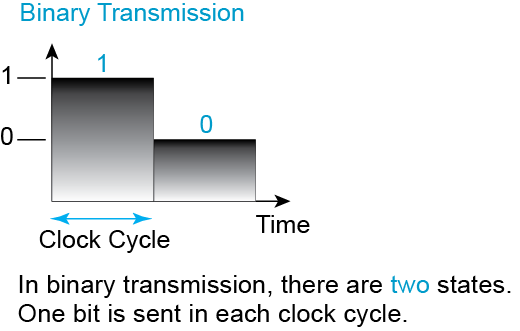 Binary Transmission
1
1
0
0
Time
Clock Cycle
In binary transmission, there are two states.
One bit is sent in each clock cycle.